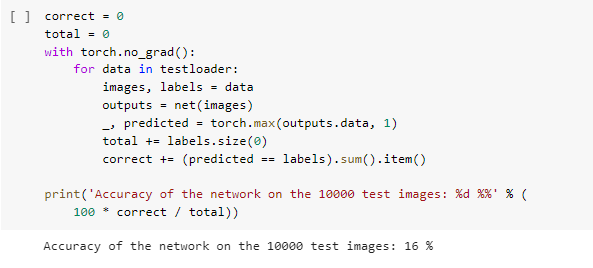 [ ] correct = 0
total = 0
with torch.no_grad():
    for data in testloader:
        images, labels = data
        outputs = net(images)
        _, predicted = torch.max(outputs.data, 1)
        total += labels.size(0)
        correct += (predicted == labels).sum().item()
print('Accuracy of the network on the 10000 test images: %d %%' % (
    100 * correct / total))
Accuracy of the network on the 10000 test images: 16 %